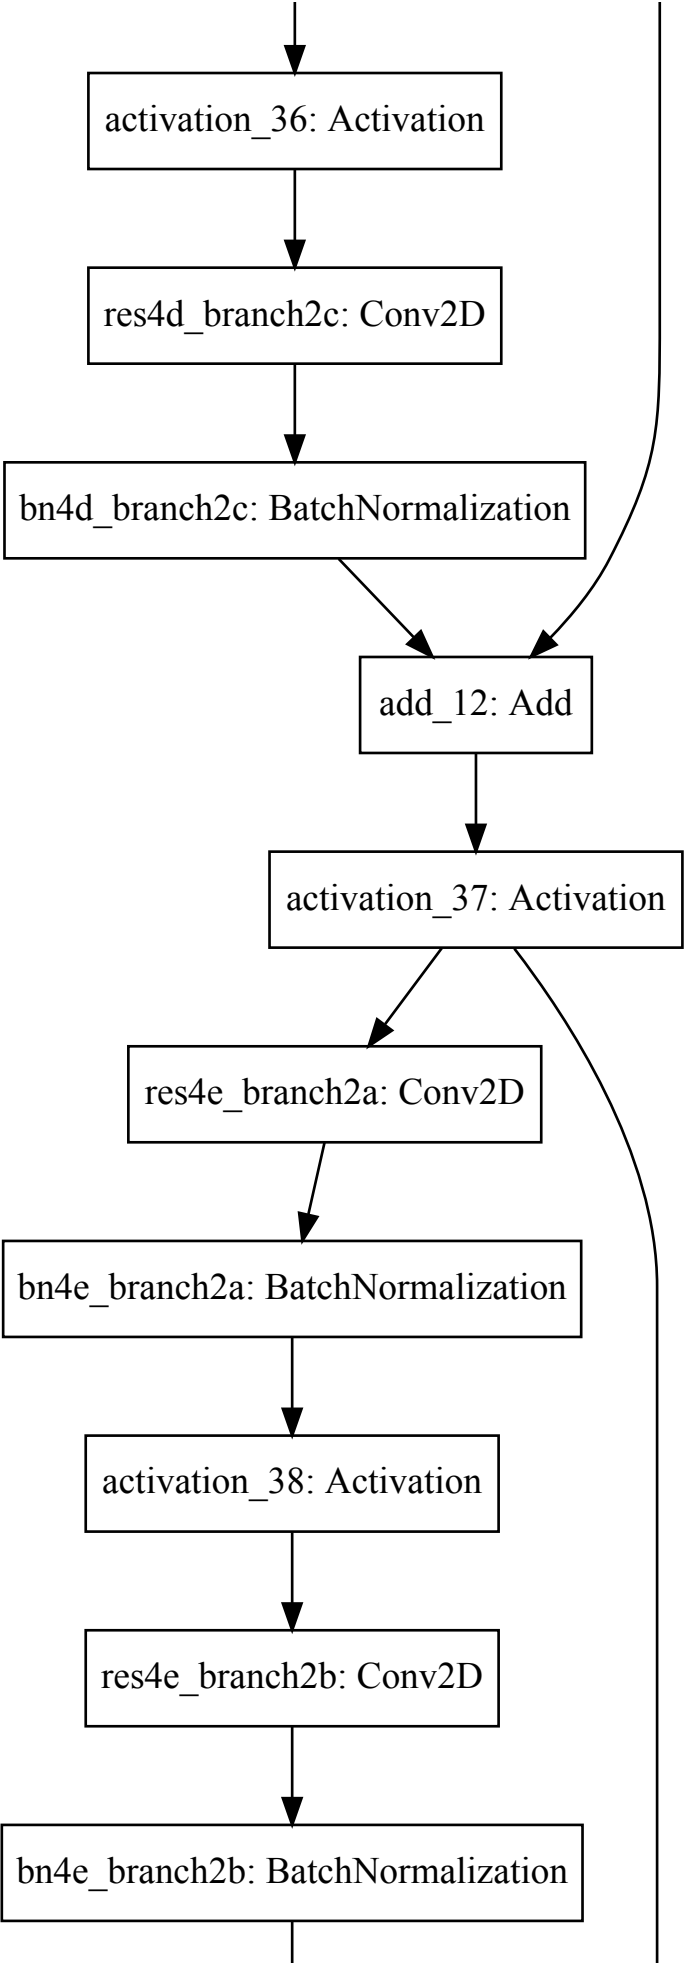 activation_36: Activation
res4d_branch2c: Conv2D
bn4d_branch2c: BatchNormalization
add_12: Add
activation_37: Activation
res4e_branch2a: Conv2D
bn4e_branch2a: BatchNormalization
activation_38: Activation
res4e_branch2b: Conv2D
bn4e_branch2b: BatchNormalization